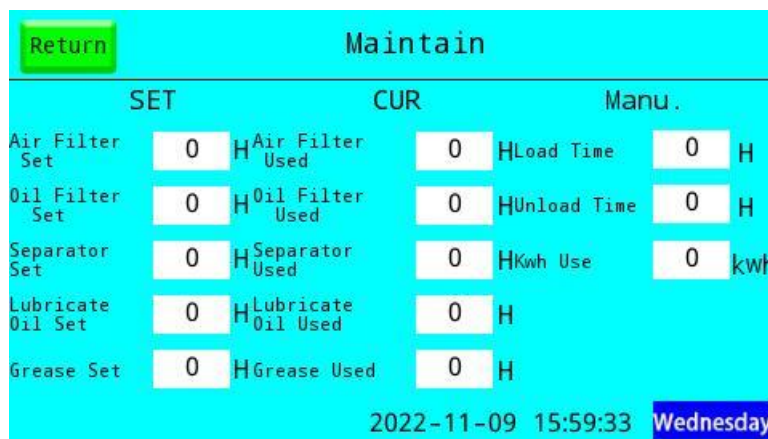 Return
Maintain
SET CUR Manu.
Air Filter Set 0 H Air Filter Used 0 H Load Time 0 H
Oil Filter Set 0 H Oil Filter Used 0 H Unload Time 0 H
Separator Set 0 H Separator Used 0 H Kwh Use 0 kwh
Lubricate Oil Set 0 H Lubricate Oil Used 0 H
Grease Set 0 H Grease Used 0 H
2022-11-09 15:59:33 Wednesday